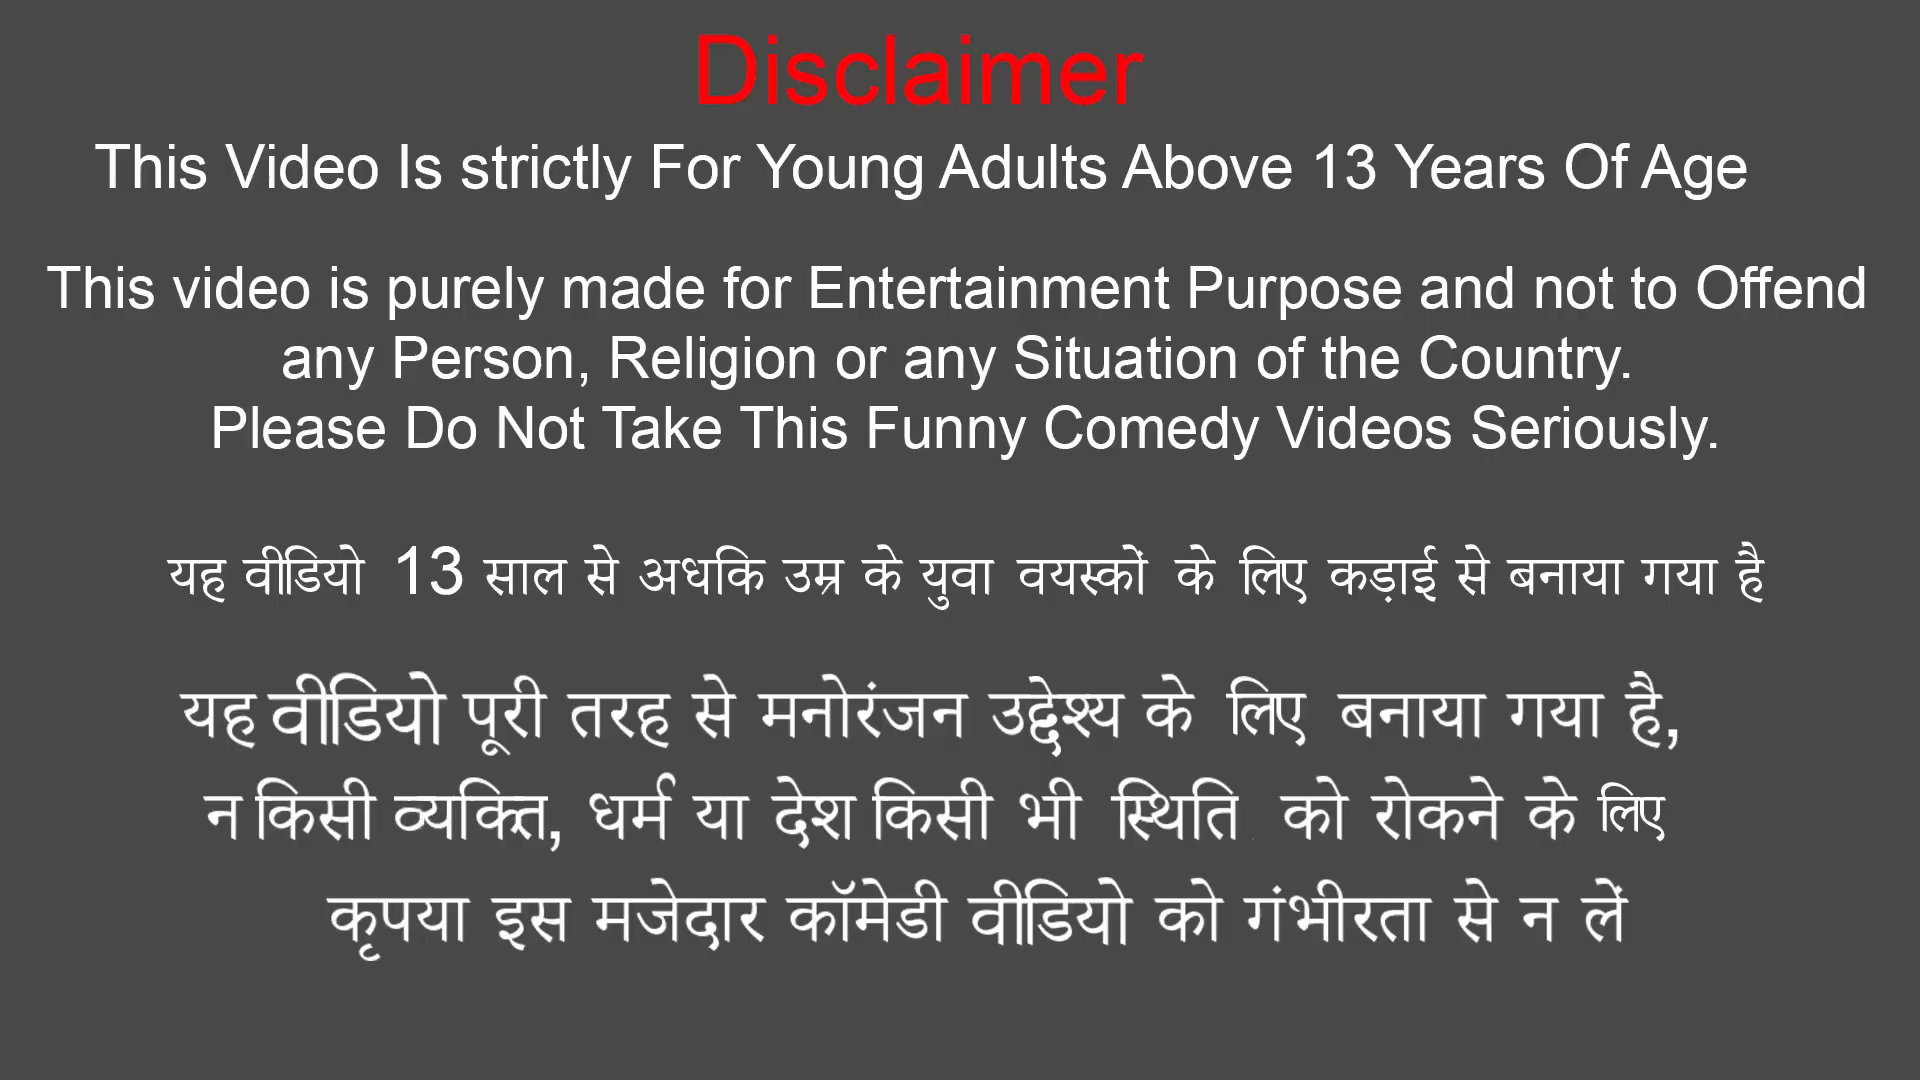 Disclaimer
This Video Is strictly For Young Adults Above 13 Years Of Age
This video is purely made for Entertainment Purpose and not to Offend
any Person, Religion or any Situation of the Country.
Please Do Not Take This Funny Comedy Videos Seriously.
यह वीडियो 13 साल से अधकि उम्र के युवा वयस्कों के लिए कड़ाई से बनाया गया है
यह वीडियो पूरी तरह से मनोरंजन उद्देश्य के लिए बनाया गया है,
न किसी व्यक्ति, धर्म या देश किसी भी स्थिति को रोकने के लिए
कृपया इस मजेदार कॉमेडी वीडियो को गंभीरता से न लें